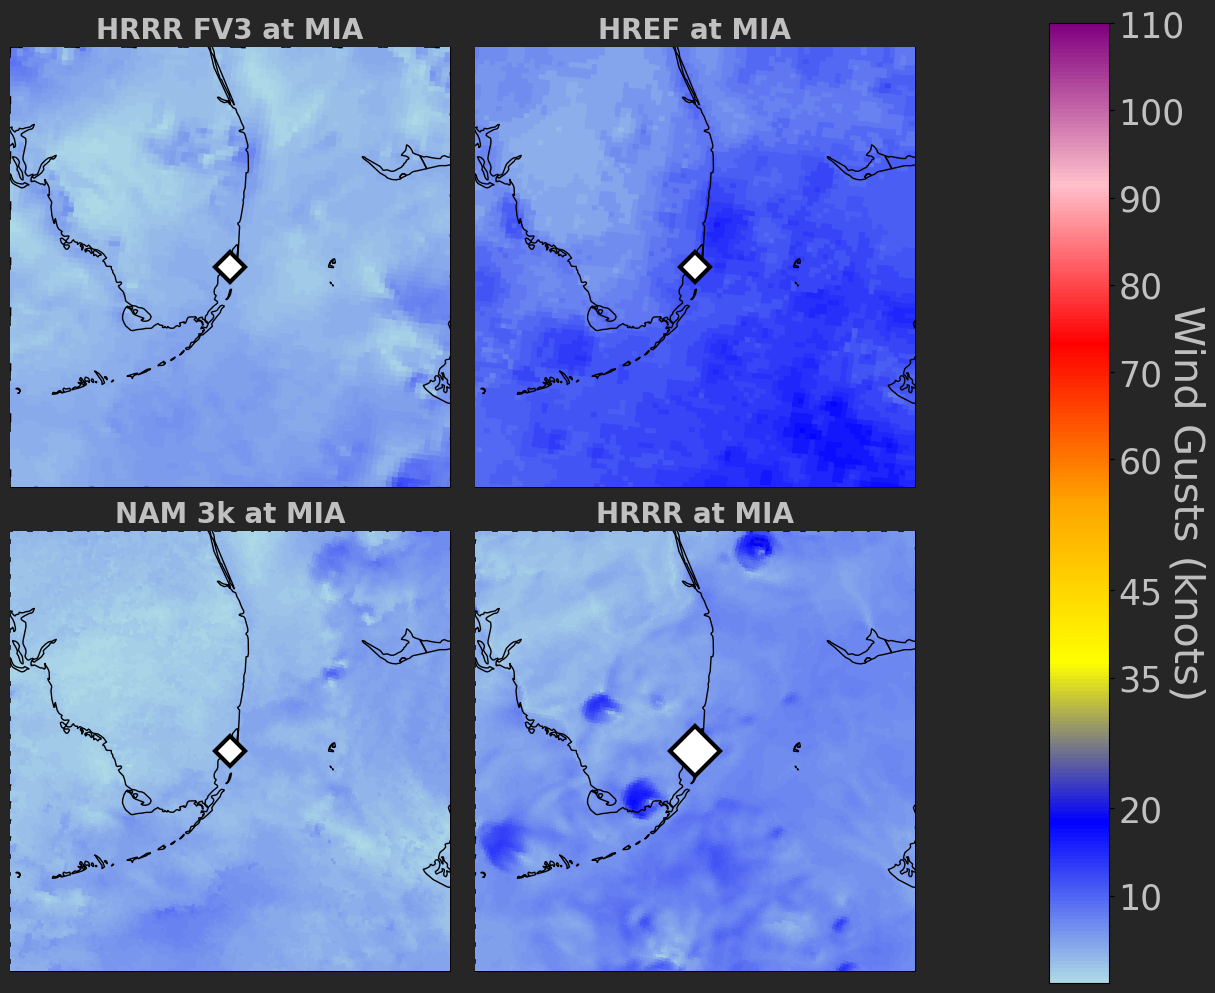 HRRR FV3 at MIA
HREF at MIA
NAM 3k at MIA
HRRR at MIA
110
100
90
80
70
60
45
35
20
10
Wind Gusts (knots)